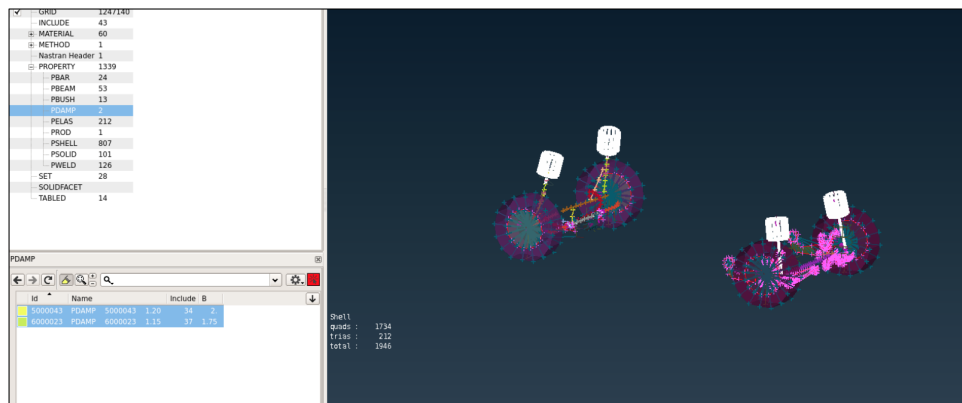 GRID 1247140
INCLUDE 43
MATERIAL 60
METHOD 1
Nastran Header 1
PROPERTY 1339
PBAR 24
PBEAM 53
PBUSH 13
PDAMP 2
PELAS 212
PROD 1
PSHELL 807
PSOLID 101
PWELD 126
SET 28
SOLIDFACET
TABLED 14
PDAMP
Id Name Include B
5000043 PDAMP 5000043 1.20 34 2.
6000023 PDAMP 6000023 1.15 37 1.75
Shell
quads : 1734
trias : 212
total : 1946